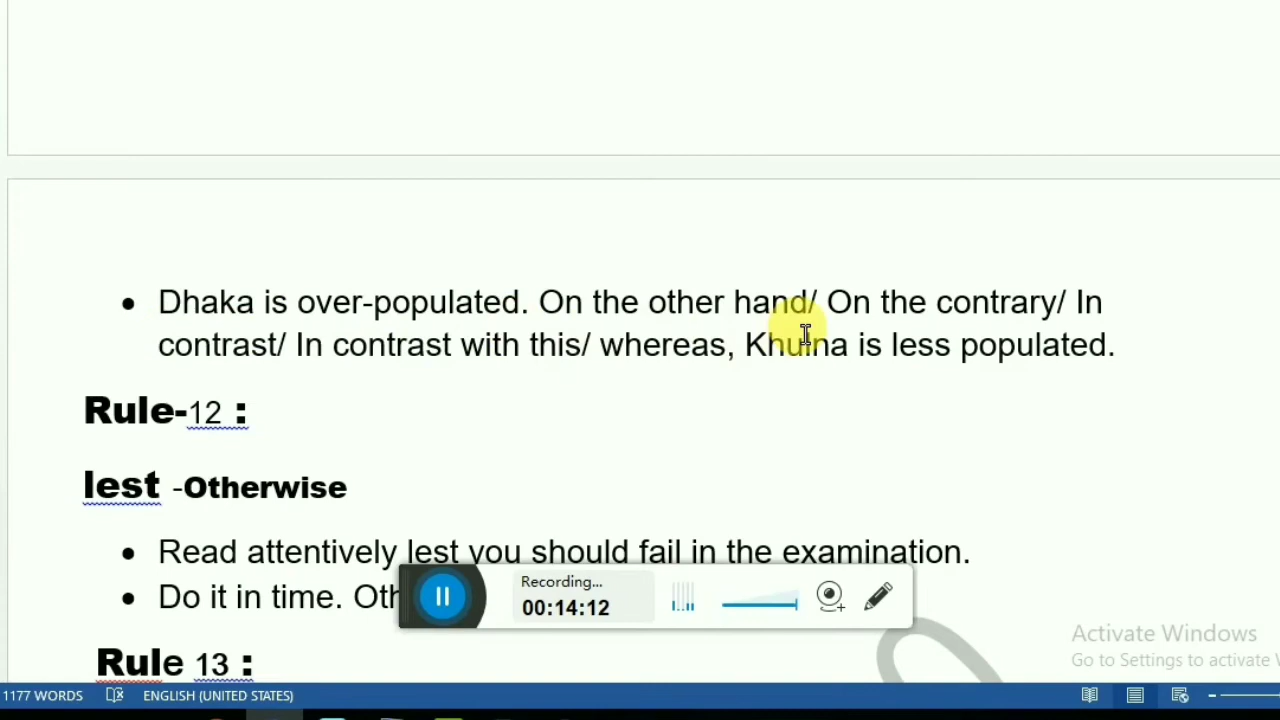 Dhaka is over-populated. On the other hand/ On the contrary/ In
contrast/ In contrast with this/ whereas, Khulna is less populated.
Rule-12 :
lest -Otherwise
Read attentively lest you should fail in the examination.
Do it in time.
Recording...
00:14:12
Rule 13 :
Activate Windows
Go to Settings to activate
1177 WORDS
ENGLISH (UNITED STATES)